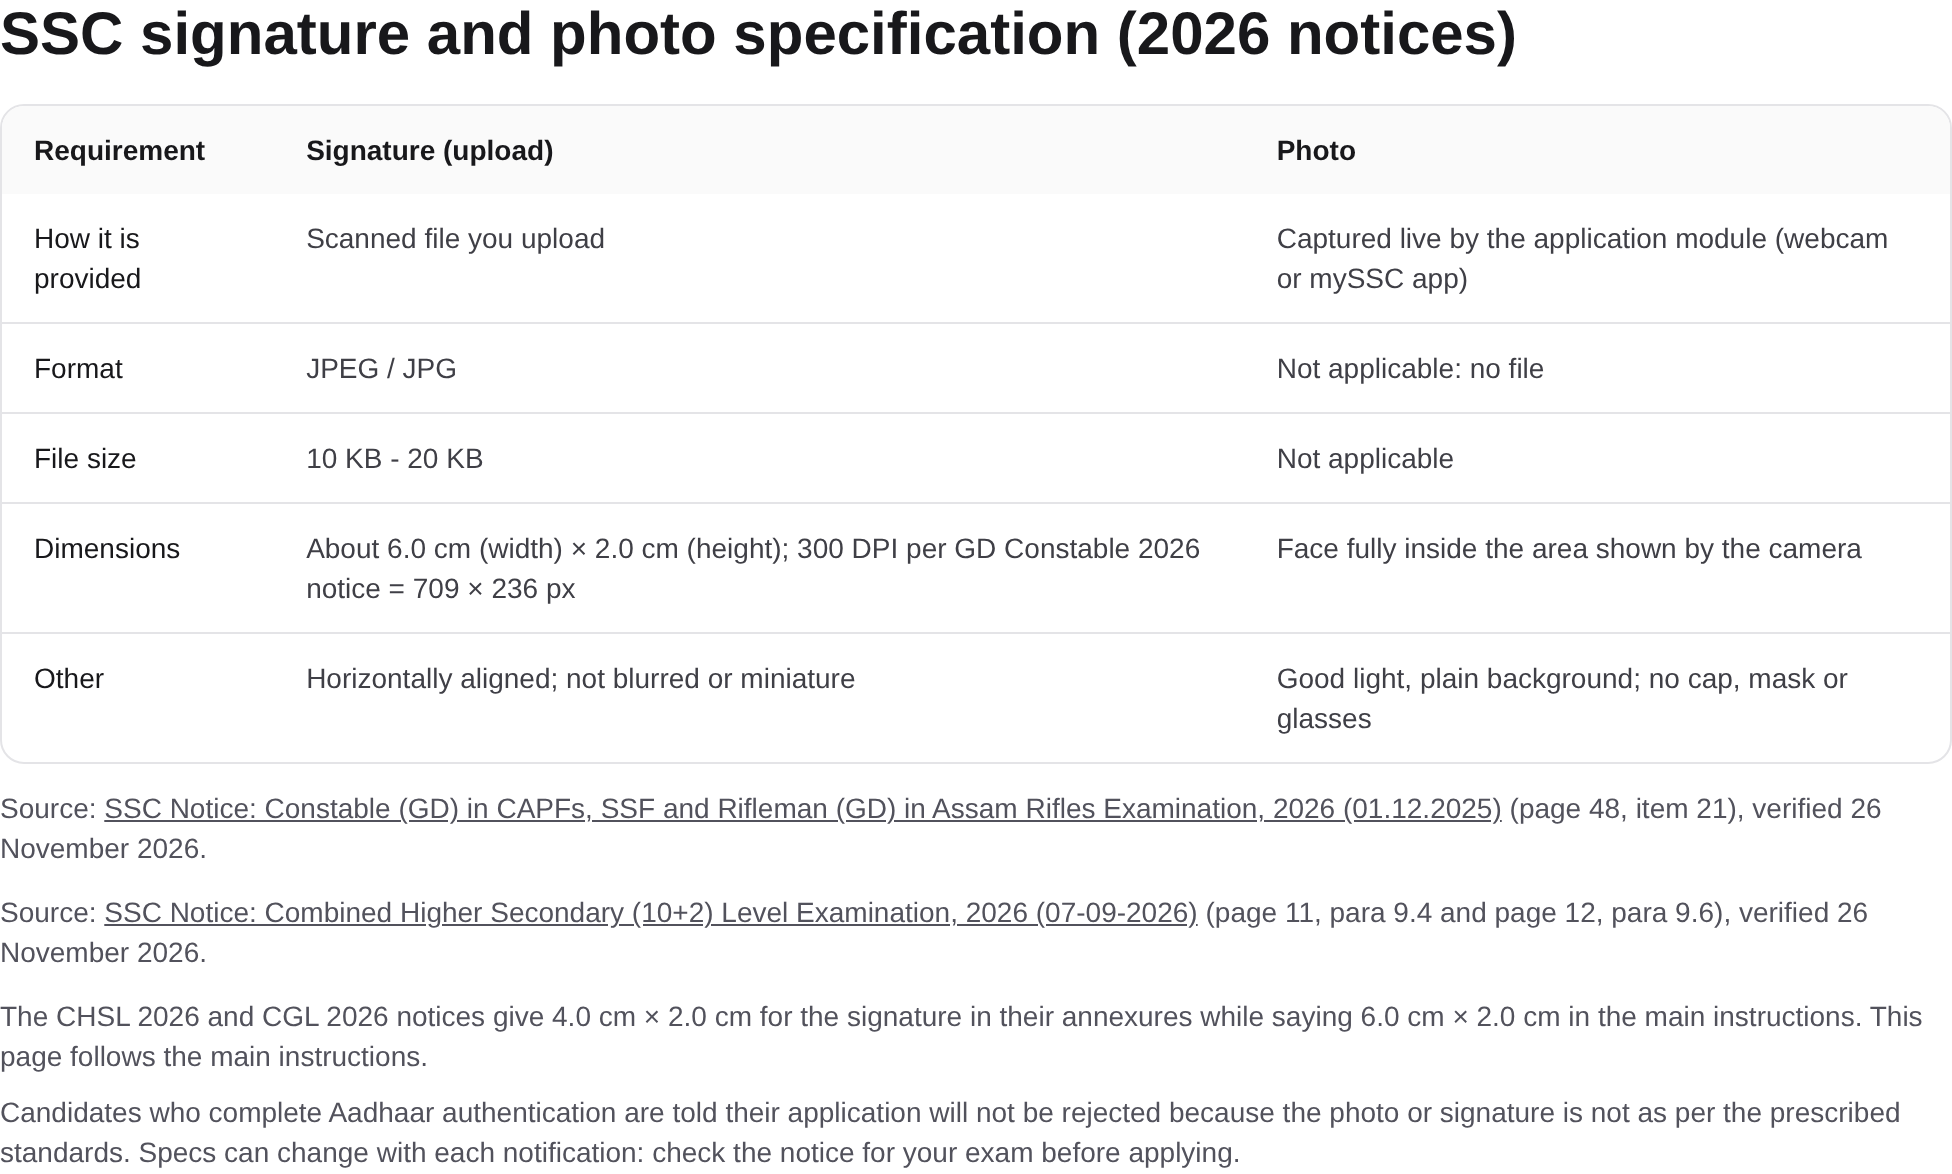 SSC signature and photo specification (2026 notices)
Requirement Signature (upload) Photo
How it is provided Scanned file you upload Captured live by the application module (webcam or mySSC app)
Format JPEG / JPG Not applicable: no file
File size 10 KB - 20 KB Not applicable
Dimensions About 6.0 cm (width) × 2.0 cm (height); 300 DPI per GD Constable 2026 notice = 709 × 236 px Face fully inside the area shown by the camera
Other Horizontally aligned; not blurred or miniature Good light, plain background; no cap, mask or glasses
Source: SSC Notice: Constable (GD) in CAPFs, SSF and Rifleman (GD) in Assam Rifles Examination, 2026 (01.12.2025) (page 48, item 21), verified 26
November 2026.
Source: SSC Notice: Combined Higher Secondary (10+2) Level Examination, 2026 (07-09-2026) (page 11, para 9.4 and page 12, para 9.6), verified 26
November 2026.
The CHSL 2026 and CGL 2026 notices give 4.0 cm × 2.0 cm for the signature in their annexures while saying 6.0 cm × 2.0 cm in the main instructions. This
page follows the main instructions.
Candidates who complete Aadhaar authentication are told their application will not be rejected because the photo or signature is not as per the prescribed
standards. Specs can change with each notification: check the notice for your exam before applying.